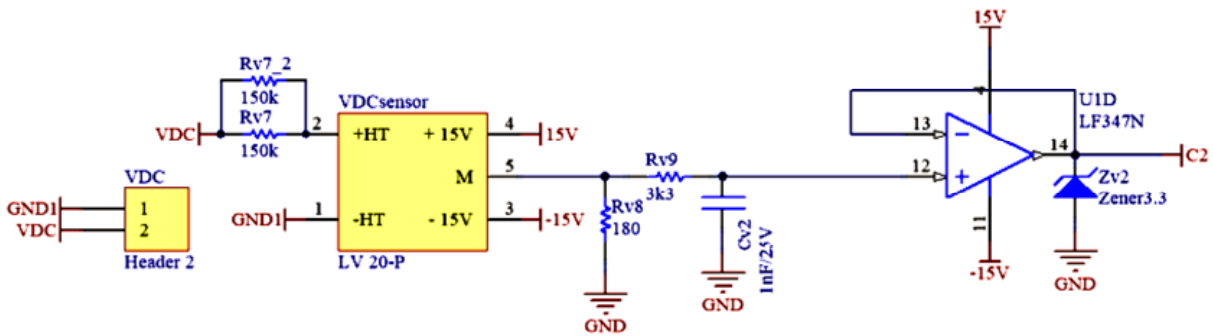 15V
Rv7_2
150k
Rv7
150k
VDC
2
VDCsensor
+HT
+ 15V
4
15V
M
5
GND1
1
-HT
- 15V
3
-15V
LV 20-P
VDC
GND1
1
VDC
2
Header 2
Rv9
3k3
Rv8
180
GND
Cv2
1nF/25V
GND
13
12
4
11
-15V
U1D
LF347N
14
C2
Zv2
Zener3.3
GND